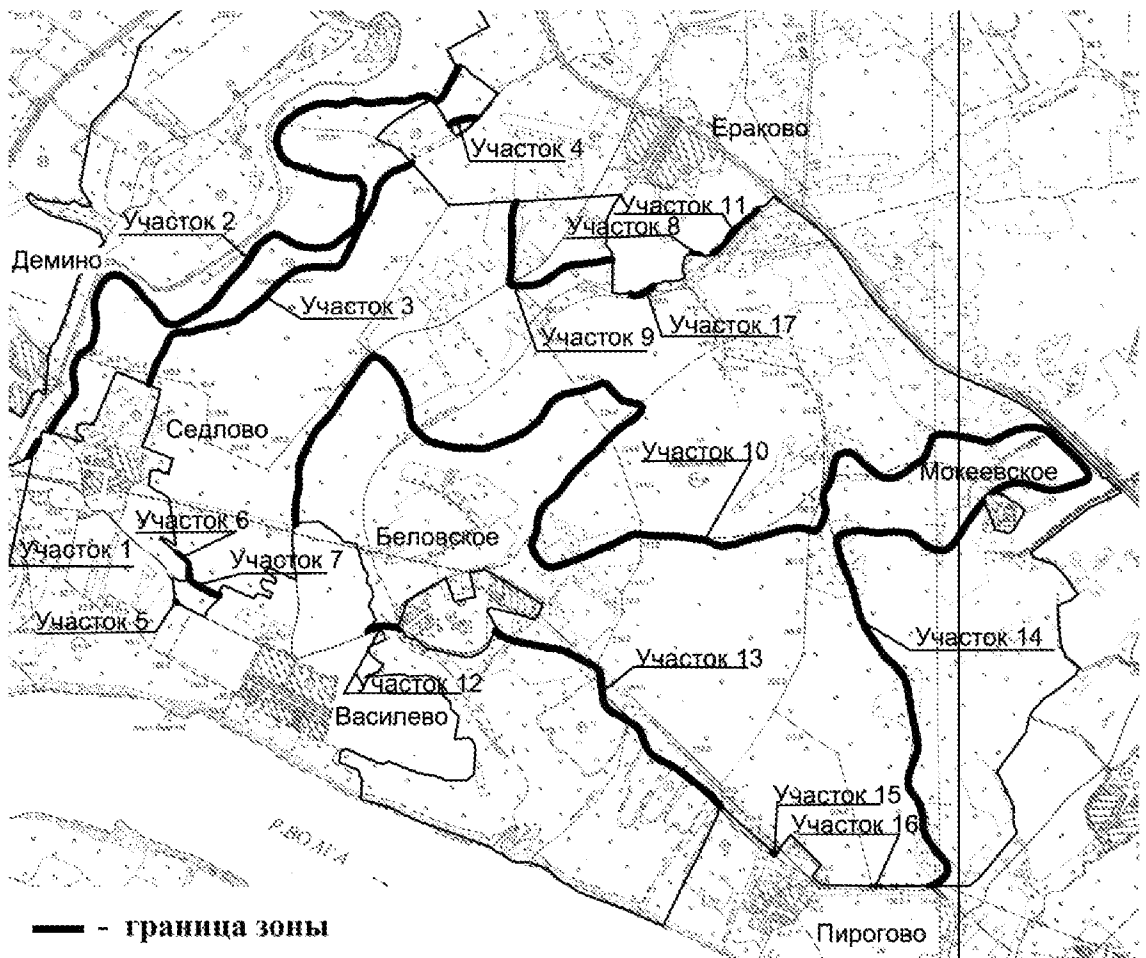 Ераково
Участок 4
Участок 11
Участок 2
Участок 8
Демино
Участок 3
Участок 9
Участок 17
Седлово
Участок 10
Мокеевское
Участок 6
Беловское
Участок 1
Участок 7
Участок 5
Участок 14
Участок 13
Участок 12
Василево
Участок 15
Участок 16
р.ВОЛГА
- граница зоны
Пирогово